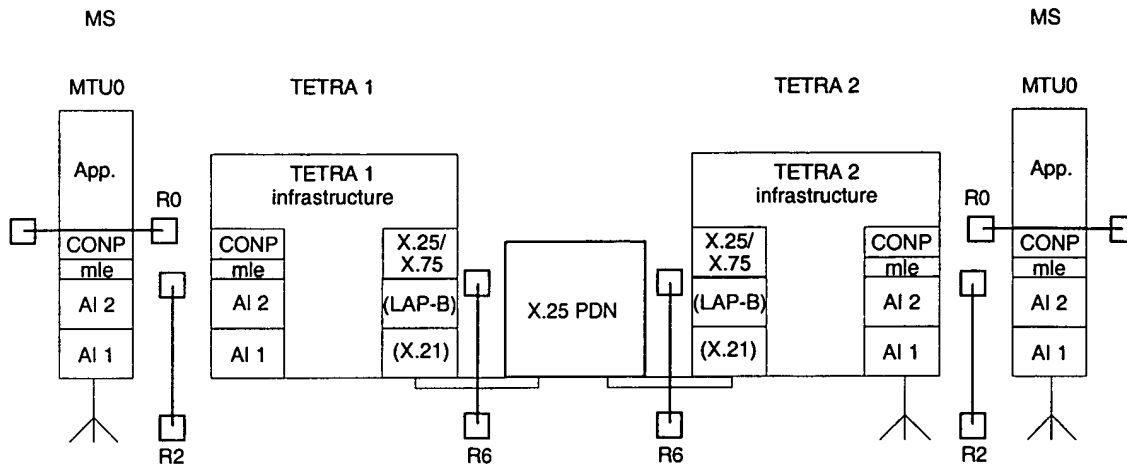 MS
MS
MTU0
TETRA 1
TETRA 2
MTU0
App.
TETRA 1
infrastructure
TETRA 2
infrastructure
App.
R0
R0
CONP
CONP
X.25/
X.75
X.25/
X.75
CONP
CONP
mle
mle
mle
mle
AI 2
AI 2
(LAP-B)
X.25 PDN
(LAP-B)
AI 2
AI 2
AI 1
AI 1
(X.21)
(X.21)
AI 1
AI 1
R2
R6
R6
R2